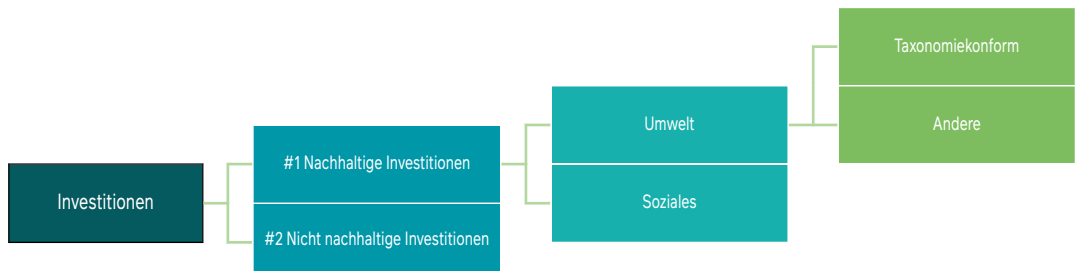 Investitionen
#1 Nachhaltige Investitionen
#2 Nicht nachhaltige Investitionen
Umwelt
Soziales
Taxonomiekonform
Andere